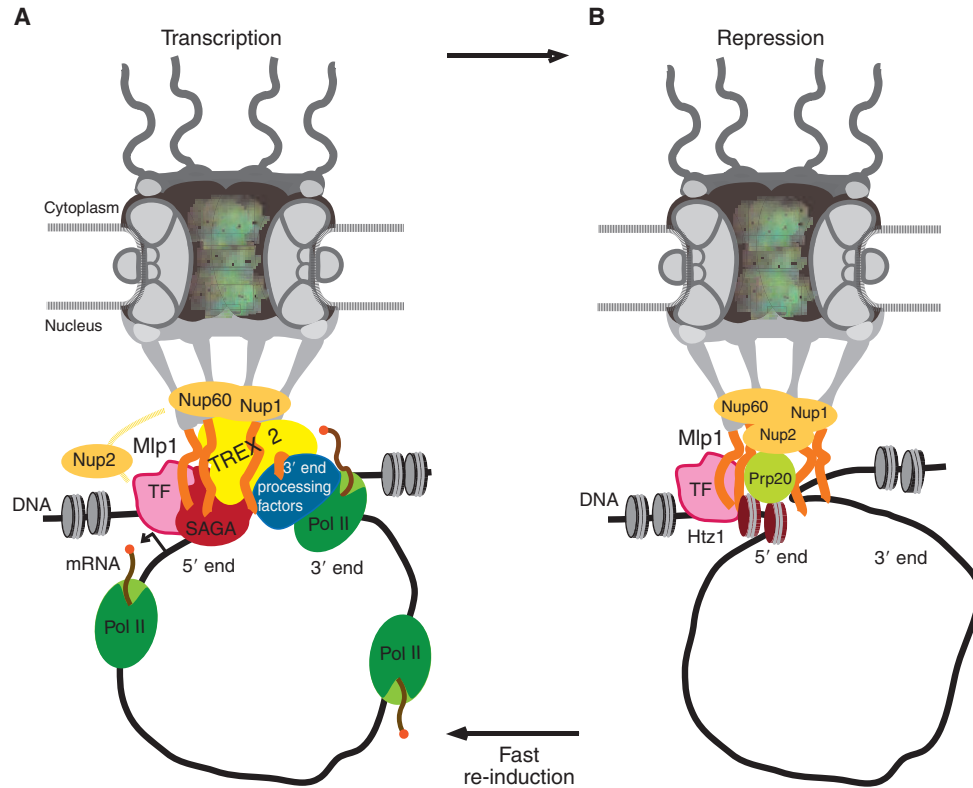 A
Transcription
Cytoplasm
Nucleus
Nup60
Nup1
Mlp1
Nup2
TREX 2
TF
3′ end
processing
factors
DNA
SAGA
Pol II
mRNA
5′ end
3′ end
Pol II
Pol II
B
Repression
Nup60
Nup1
Mlp1
Nup2
TF
Prp20
DNA
Htz1
5′ end
3′ end
Fast
re-induction